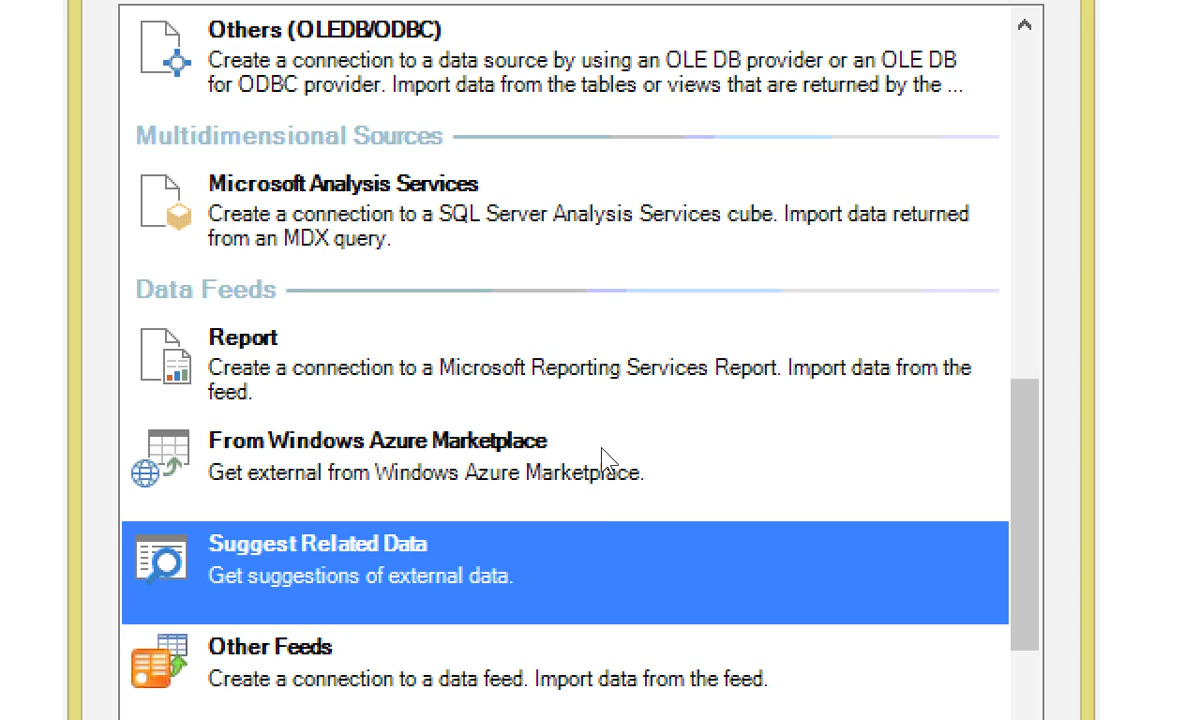 Others (OLEDB/ODBC)
Create a connection to a data source by using an OLE DB provider or an OLE DB
for ODBC provider. Import data from the tables or views that are returned by the ...
Multidimensional Sources
Microsoft Analysis Services
Create a connection to a SQL Server Analysis Services cube. Import data returned
from an MDX query.
Data Feeds
Report
Create a connection to a Microsoft Reporting Services Report. Import data from the
feed.
From Windows Azure Marketplace
Get external from Windows Azure Marketplace.
Suggest Related Data
Get suggestions of external data.
Other Feeds
Create a connection to a data feed. Import data from the feed.